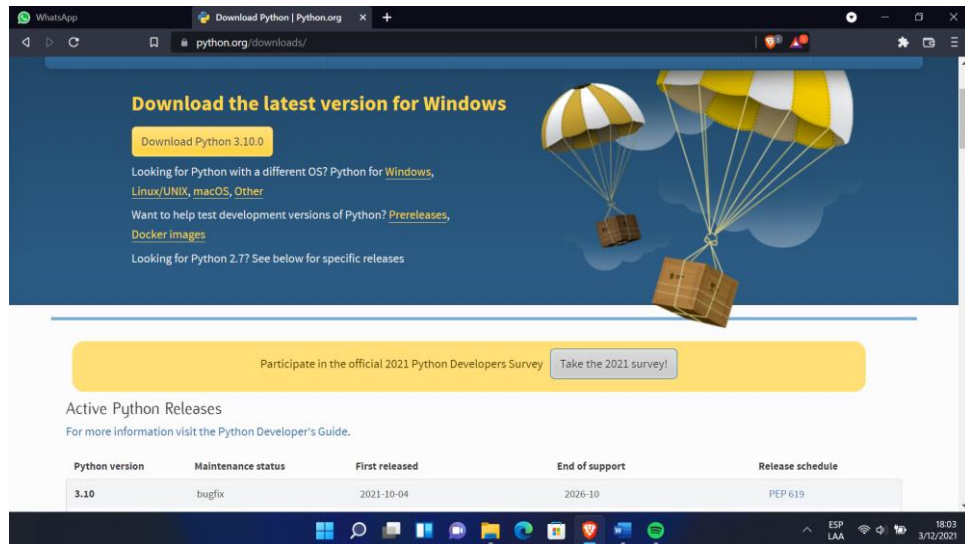 WhatsApp
Download Python | Python.org
python.org/downloads/
Download the latest version for Windows
Download Python 3.10.0
Looking for Python with a different OS? Python for Windows,
Linux/UNIX, macOS, Other
Want to help test development versions of Python? Prereleases,
Docker images
Looking for Python 2.7? See below for specific releases
Participate in the official 2021 Python Developers Survey Take the 2021 survey!
Active Python Releases
For more information visit the Python Developer's Guide.
Python version Maintenance status First released End of support Release schedule
3.10 bugfix 2021-10-04 2026-10 PEP 619
ESP 18:03
LAA 3/12/2021